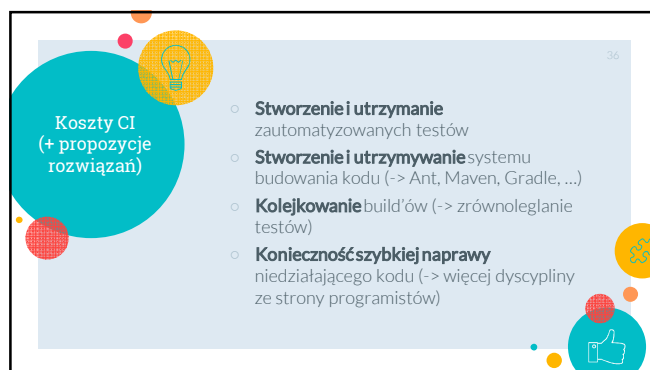 36
Koszty CI
(+ propozycje
rozwiązań)
○ Stworzenie i utrzymanie
zautomatyzowanych testów
○ Stworzenie i utrzymywanie systemu
budowania kodu (-> Ant, Maven, Gradle, ...)
○ Kolejkowanie build’ów (-> zrównoleglanie
testów)
○ Konieczność szybkiej naprawy
niedziałającego kodu (-> więcej dyscypliny
ze strony programistów)